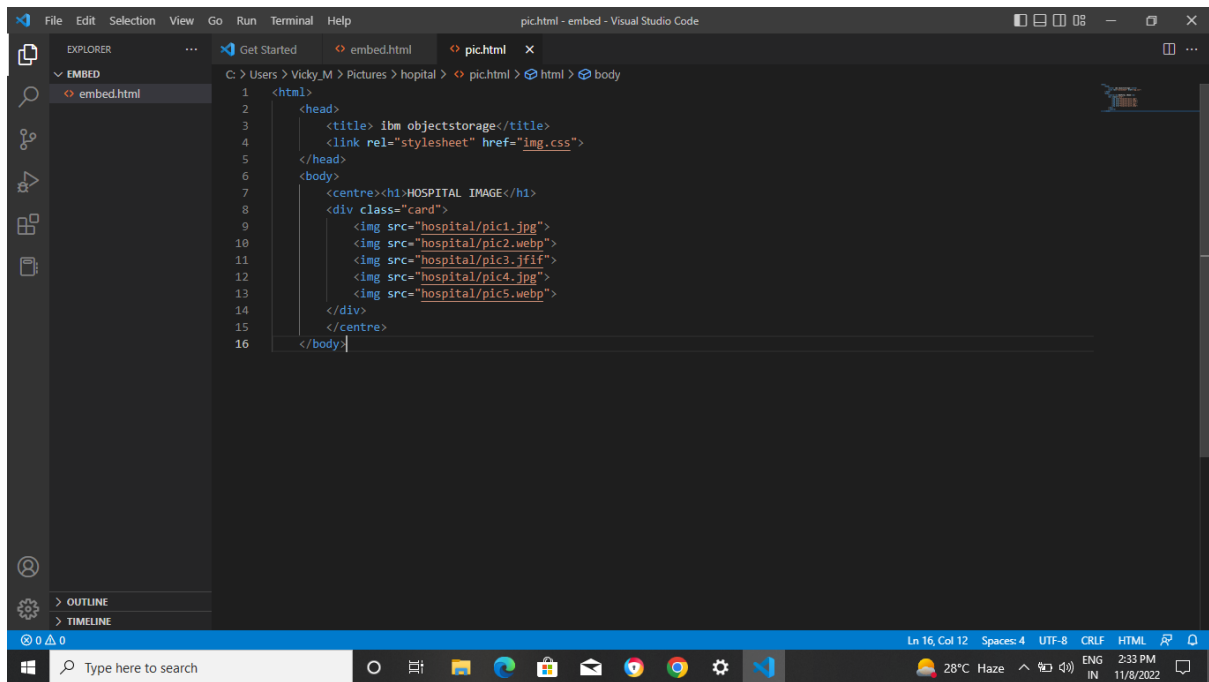 File Edit Selection View Go Run Terminal Help
pic.html - embed - Visual Studio Code
EXPLORER ···
Get Started
embed.html
pic.html
EMBED
embed.html
C: > Users > Vicky_M > Pictures > hopital > pic.html > html > body
1 <html>
2 <head>
3 <title> ibm objectstorage</title>
4 <link rel="stylesheet" href="img.css">
5 </head>
6 <body>
7 <centre><h1>HOSPITAL IMAGE</h1>
8 <div class="card">
9 <img src="hospital/pic1.jpg">
10 <img src="hospital/pic2.webp">
11 <img src="hospital/pic3.jfif">
12 <img src="hospital/pic4.jpg">
13 <img src="hospital/pic5.webp">
14 </div>
15 </centre>
16 </body>
OUTLINE
TIMELINE
0 0
Ln 16, Col 12 Spaces: 4 UTF-8 CRLF HTML
Type here to search
28°C Haze
ENG
IN
2:33 PM
11/8/2022